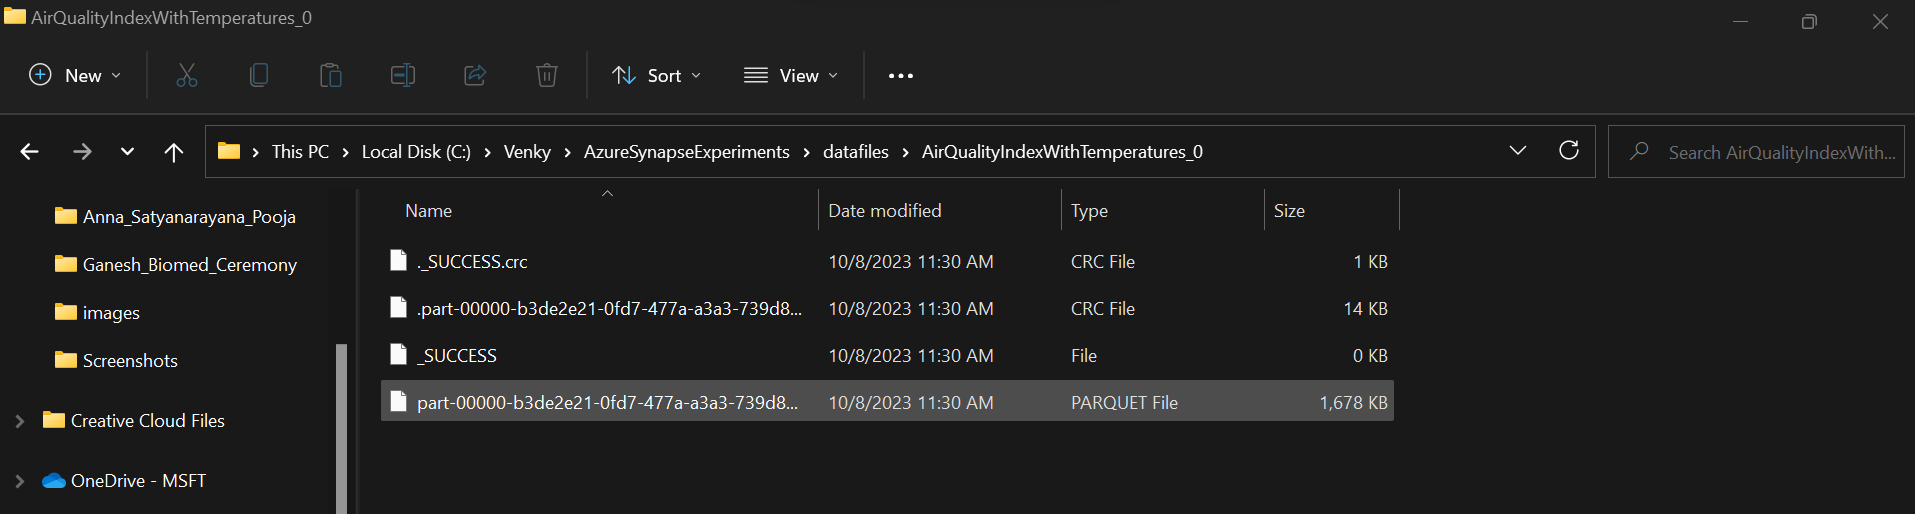 AirQualityIndexWithTemperatures_0
New Sort View
This PC > Local Disk (C:) > Venky > AzureSynapseExperiments > datafiles > AirQualityIndexWithTemperatures_0
Search AirQualityIndexWith...
Anna_Satyanarayana_Pooja
Ganesh_Biomed_Ceremony
images
Screenshots
Creative Cloud Files
OneDrive - MSFT
Name Date modified Type Size
._SUCCESS.crc 10/8/2023 11:30 AM CRC File 1 KB
.part-00000-b3de2e21-0fd7-477a-a3a3-739d8... 10/8/2023 11:30 AM CRC File 14 KB
_SUCCESS 10/8/2023 11:30 AM File 0 KB
part-00000-b3de2e21-0fd7-477a-a3a3-739d8... 10/8/2023 11:30 AM PARQUET File 1,678 KB